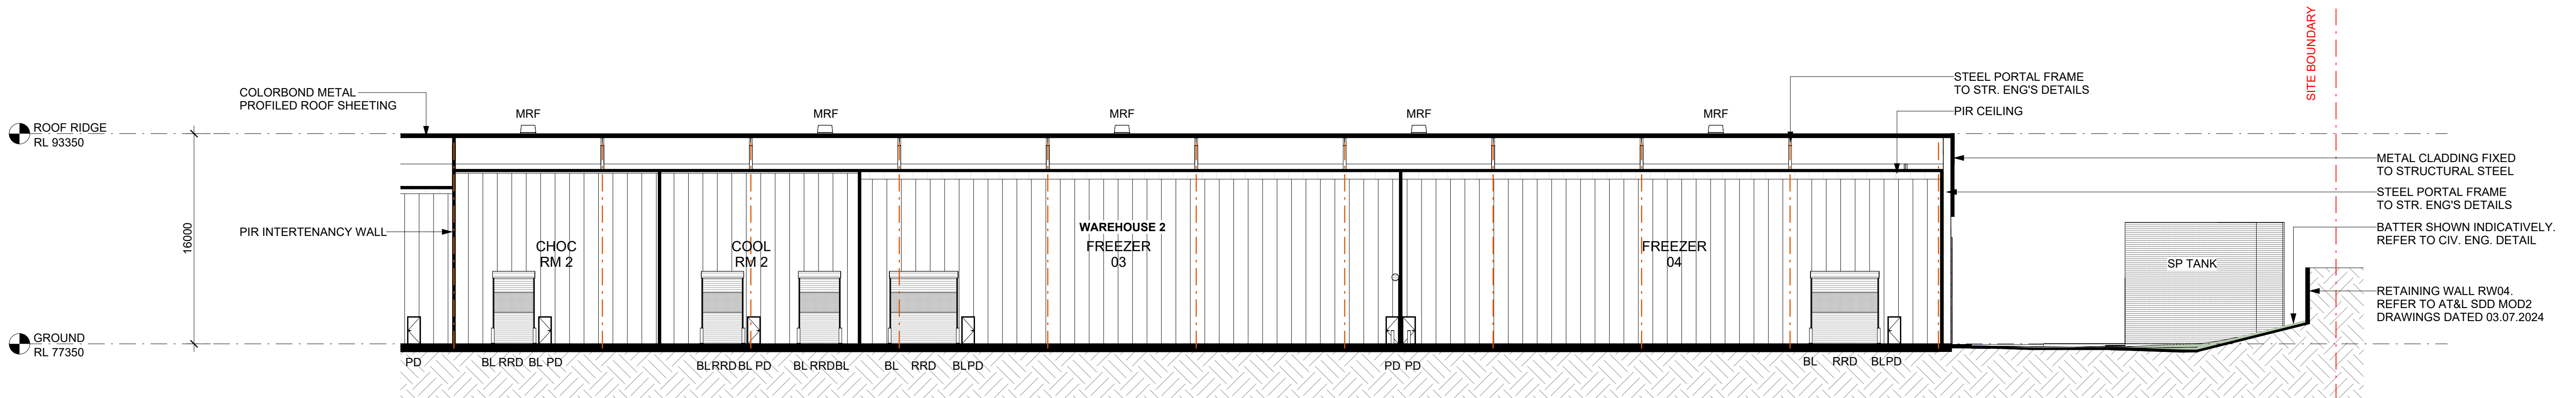 SITE BOUNDARY
STEEL PORTAL FRAME
TO STR. ENG'S DETAILS
COLORBOND METAL
PROFILED ROOF SHEETING
MRF
MRF
MRF
MRF
MRF
PIR CEILING
ROOF RIDGE
RL 93350
METAL CLADDING FIXED
TO STRUCTURAL STEEL
STEEL PORTAL FRAME
TO STR. ENG'S DETAILS
16000
PIR INTERTENANCY WALL
BATTER SHOWN INDICATIVELY.
REFER TO CIV. ENG. DETAIL
CHOC
RM 2
COOL
RM 2
WAREHOUSE 2
FREEZER
03
FREEZER
04
SP TANK
RETAINING WALL RW04.
REFER TO AT&L SDD MOD2
DRAWINGS DATED 03.07.2024
GROUND
RL 77350
PD
BL RRD BL PD
BL RRD BL PD
BL RRD BL
BL RRD BL PD
PD PD
BL RRD BL PD